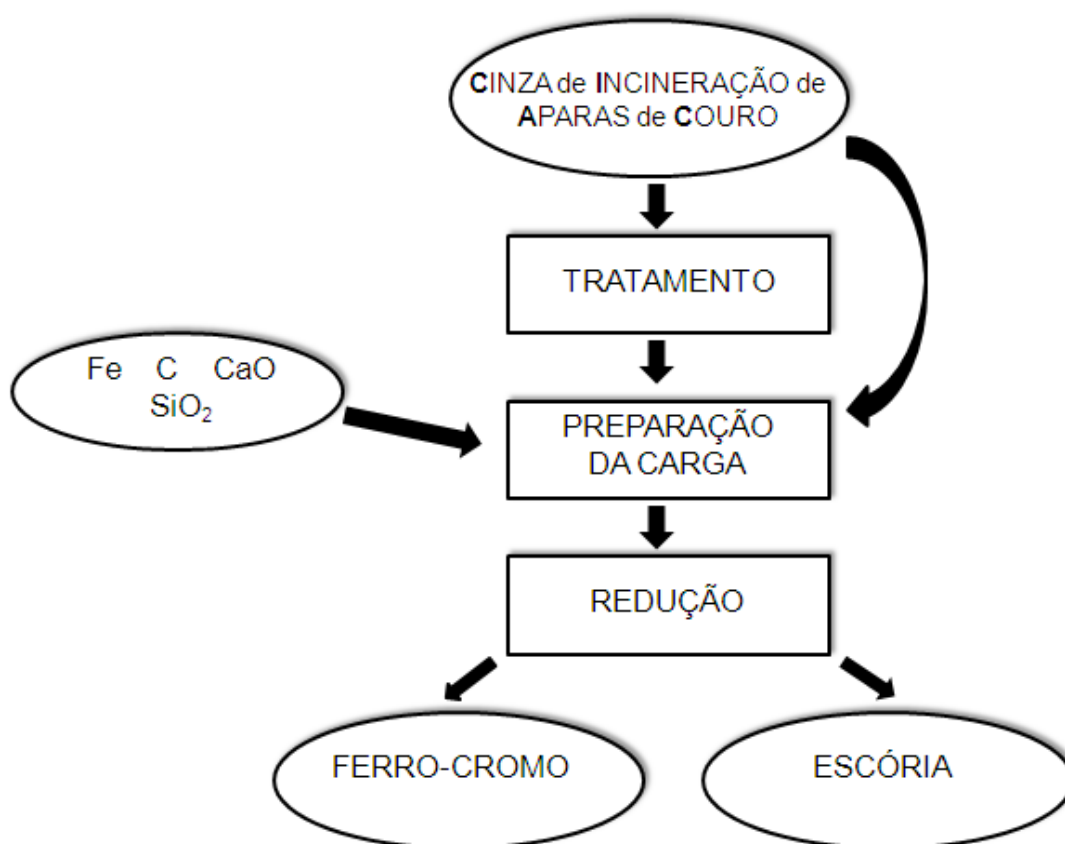 CINZA de INCINERAÇÃO de
APARAS de COURO
TRATAMENTO
Fe C CaO
SiO₂
PREPARAÇÃO
DA CARGA
REDUÇÃO
FERRO-CROMO
ESCÓRIA